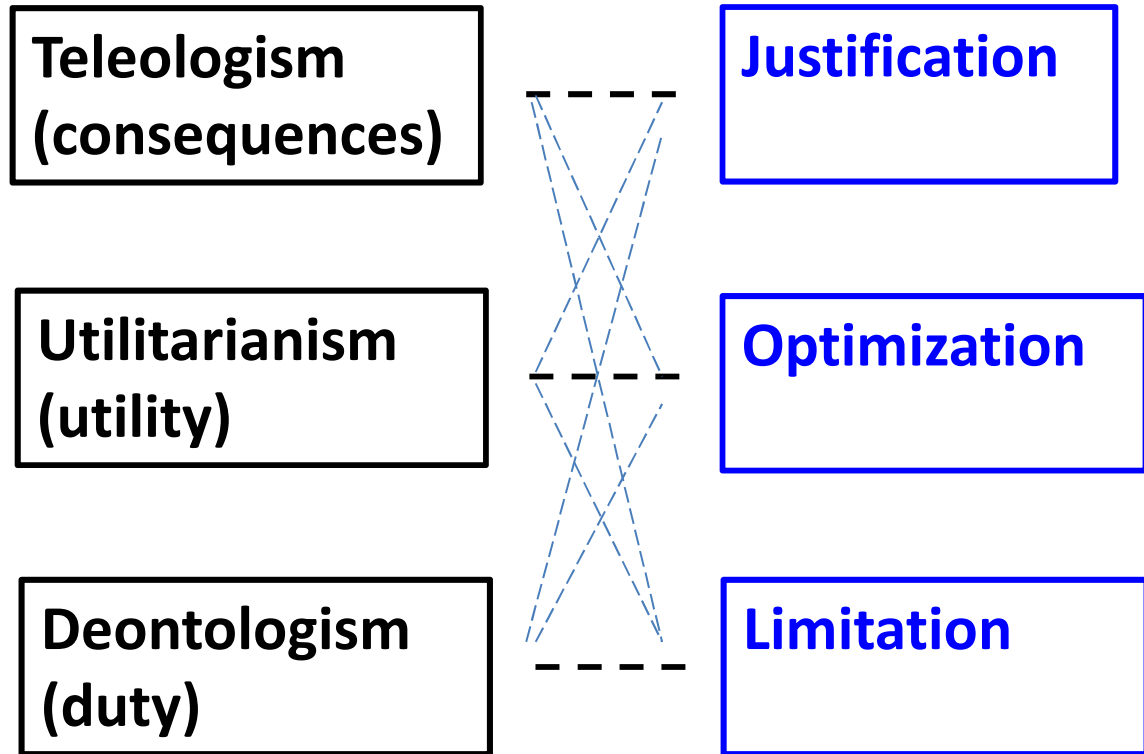 Teleologism
(consequences)
Justification
Utilitarianism
(utility)
Optimization
Deontologism
(duty)
Limitation